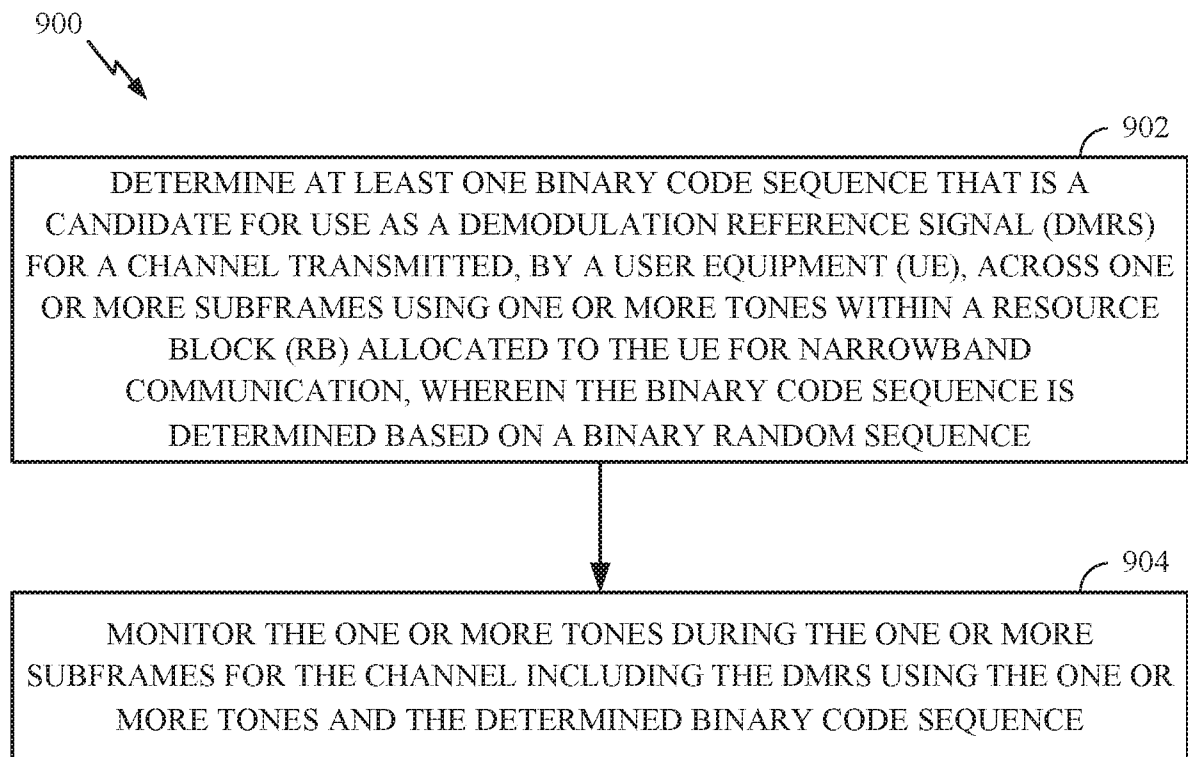 900
902
DETERMINE AT LEAST ONE BINARY CODE SEQUENCE THAT IS A
CANDIDATE FOR USE AS A DEMODULATION REFERENCE SIGNAL (DMRS)
FOR A CHANNEL TRANSMITTED, BY A USER EQUIPMENT (UE), ACROSS ONE
OR MORE SUBFRAMES USING ONE OR MORE TONES WITHIN A RESOURCE
BLOCK (RB) ALLOCATED TO THE UE FOR NARROWBAND
COMMUNICATION, WHEREIN THE BINARY CODE SEQUENCE IS
DETERMINED BASED ON A BINARY RANDOM SEQUENCE
904
MONITOR THE ONE OR MORE TONES DURING THE ONE OR MORE
SUBFRAMES FOR THE CHANNEL INCLUDING THE DMRS USING THE ONE OR
MORE TONES AND THE DETERMINED BINARY CODE SEQUENCE